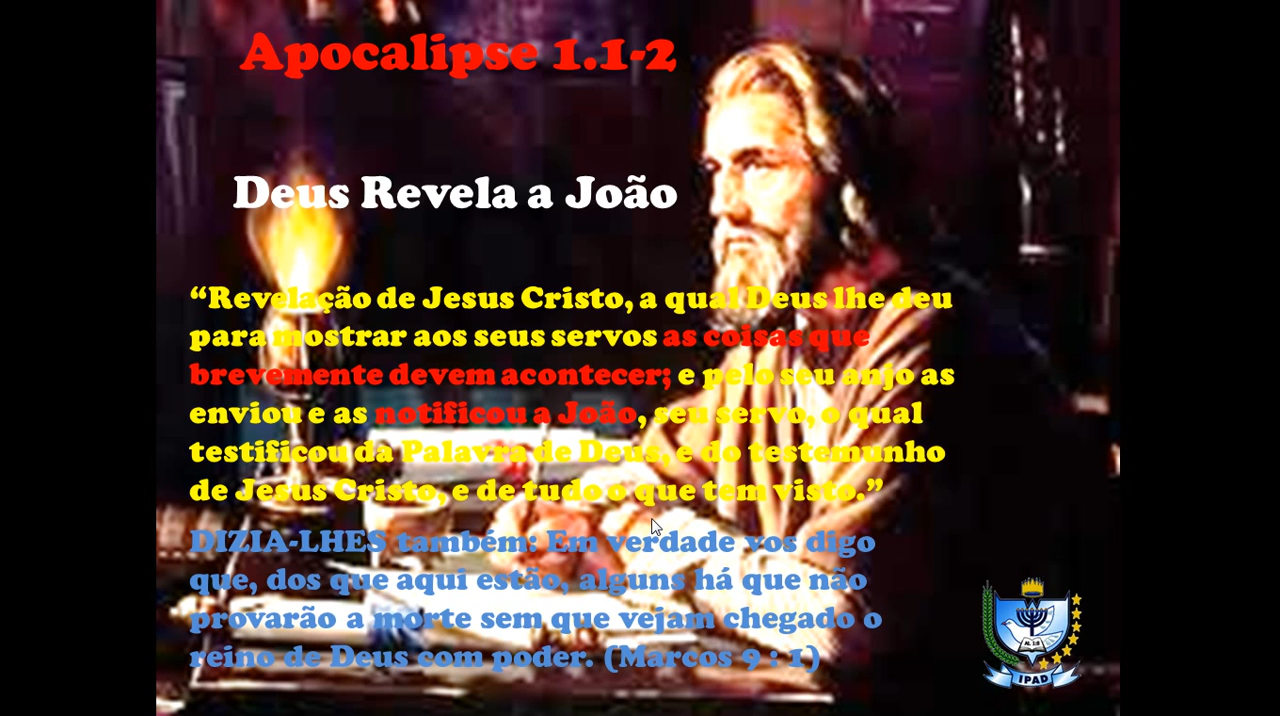 Apocalipse 1.1-2
Deus Revela a João
“Revelação de Jesus Cristo, a qual Deus lhe deu
para mostrar aos seus servos as coisas que
brevemente devem acontecer; e pelo seu anjo as
enviou e as notificou a João, seu servo, o qual
testificou da Palavra de Deus, e do testemunho
de Jesus Cristo, e de tudo o que tem visto.”
DIZIA-LHES também: Em verdade vos digo
que, dos que aqui estão, alguns há que não
provarão a morte sem que vejam chegado o
reino de Deus com poder. (Marcos 9 : 1)
IPAD